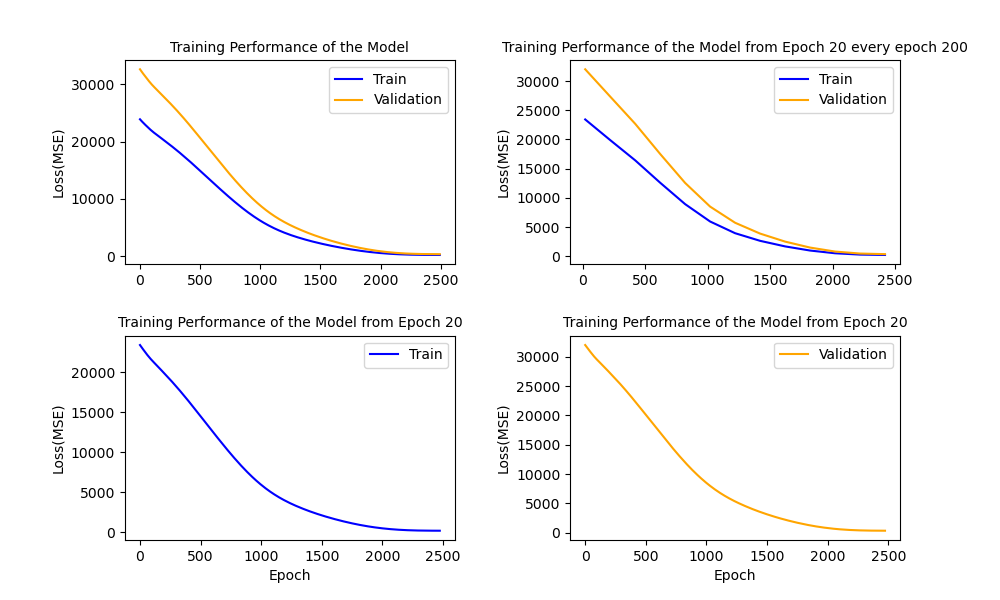 Training Performance of the Model
Loss(MSE)
30000
20000
10000
0
0 500 1000 1500 2000 2500
Train
Validation
Training Performance of the Model from Epoch 20 every epoch 200
Loss(MSE)
30000
25000
20000
15000
10000
5000
0
0 500 1000 1500 2000 2500
Train
Validation
Training Performance of the Model from Epoch 20
Loss(MSE)
20000
15000
10000
5000
0
0 500 1000 1500 2000 2500
Epoch
Train
Training Performance of the Model from Epoch 20
Loss(MSE)
30000
25000
20000
15000
10000
5000
0
0 500 1000 1500 2000 2500
Epoch
Validation